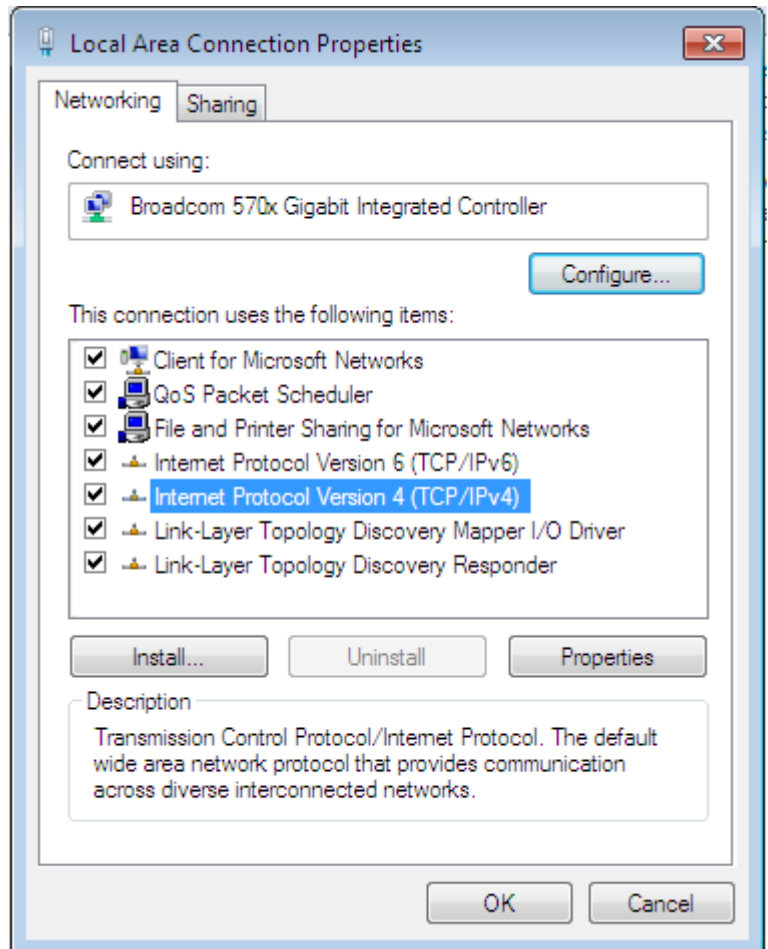 Local Area Connection Properties
Networking
Sharing
Connect using:
Broadcom 570x Gigabit Integrated Controller
Configure...
This connection uses the following items:
Client for Microsoft Networks
QoS Packet Scheduler
File and Printer Sharing for Microsoft Networks
Internet Protocol Version 6 (TCP/IPv6)
Internet Protocol Version 4 (TCP/IPv4)
Link-Layer Topology Discovery Mapper I/O Driver
Link-Layer Topology Discovery Responder
Install...
Uninstall
Properties
Description
Transmission Control Protocol/Internet Protocol. The default
wide area network protocol that provides communication
across diverse interconnected networks.
OK
Cancel